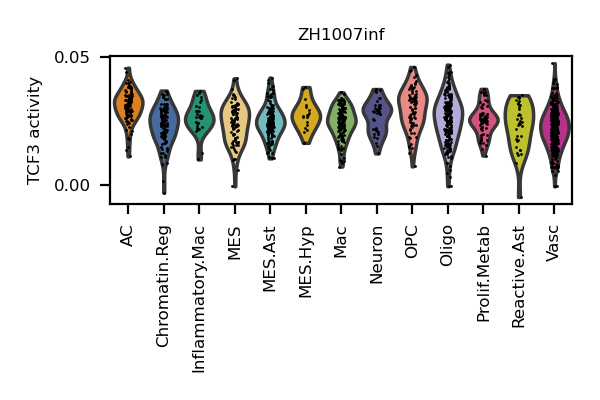 ZH1007inf
0.05
0.00
TCF3 activity
AC
Chromatin.Reg
Inflammatory.Mac
MES
MES.Ast
MES.Hyp
Mac
Neuron
OPC
Oligo
Prolif.Metab
Reactive.Ast
Vasc